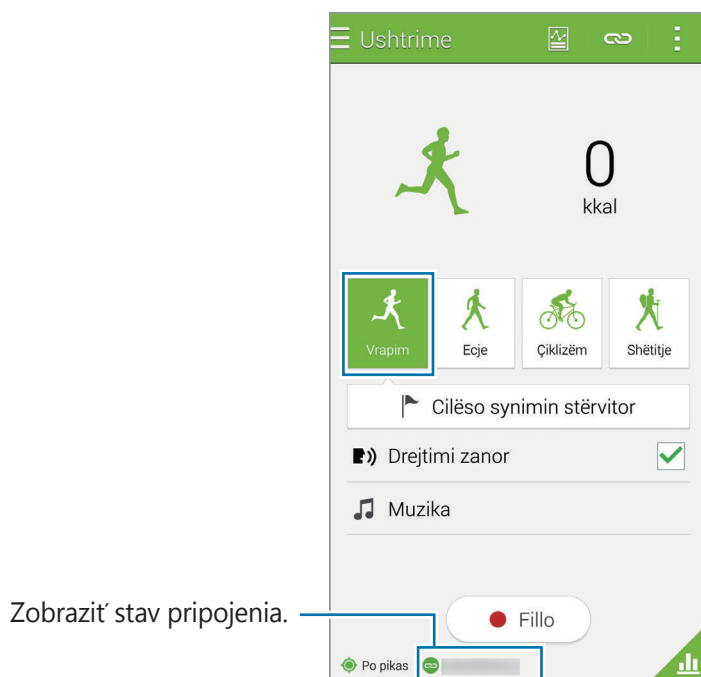 Ushtrime
0
kkal
Vrapim
Ecje
Çiklizëm
Shëtitje
Cilëso synimin stërvitor
Drejtimi zanor
Muzika
Zobraziť stav pripojenia.
Fillo
Po pikas